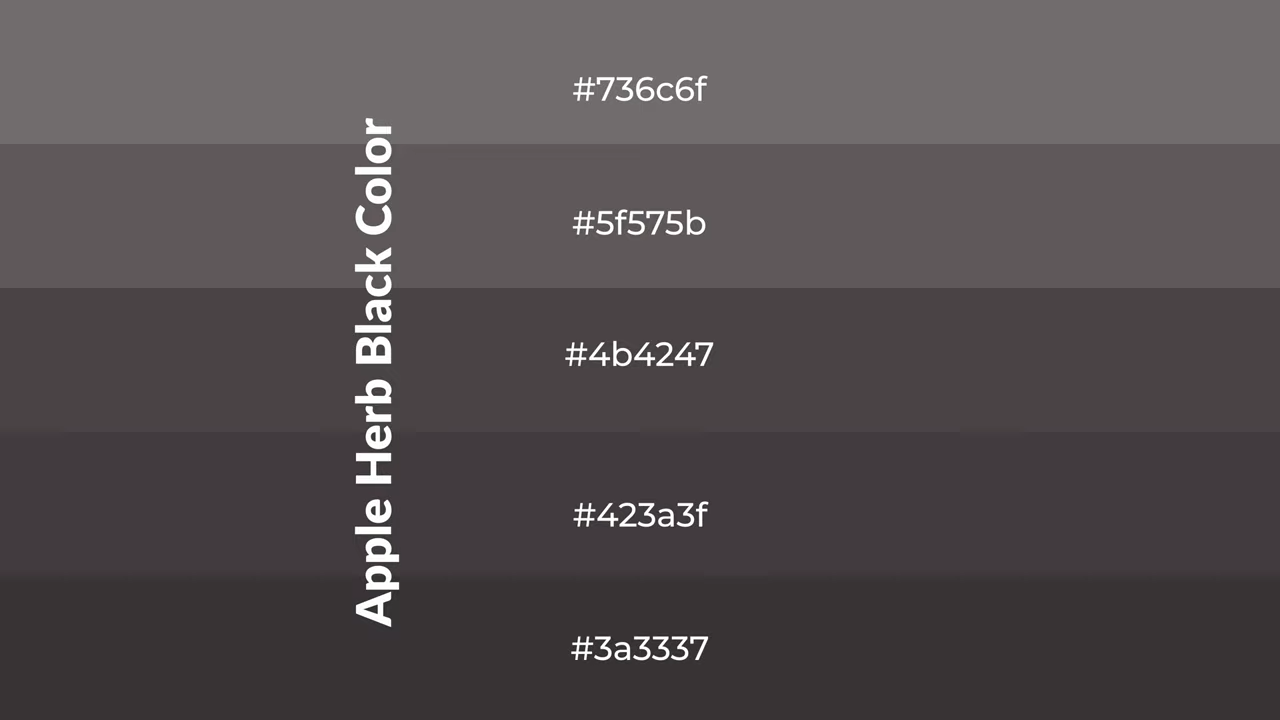 Apple Herb Black Color
#736c6f
#5f575b
#4b4247
#423a3f
#3a3337